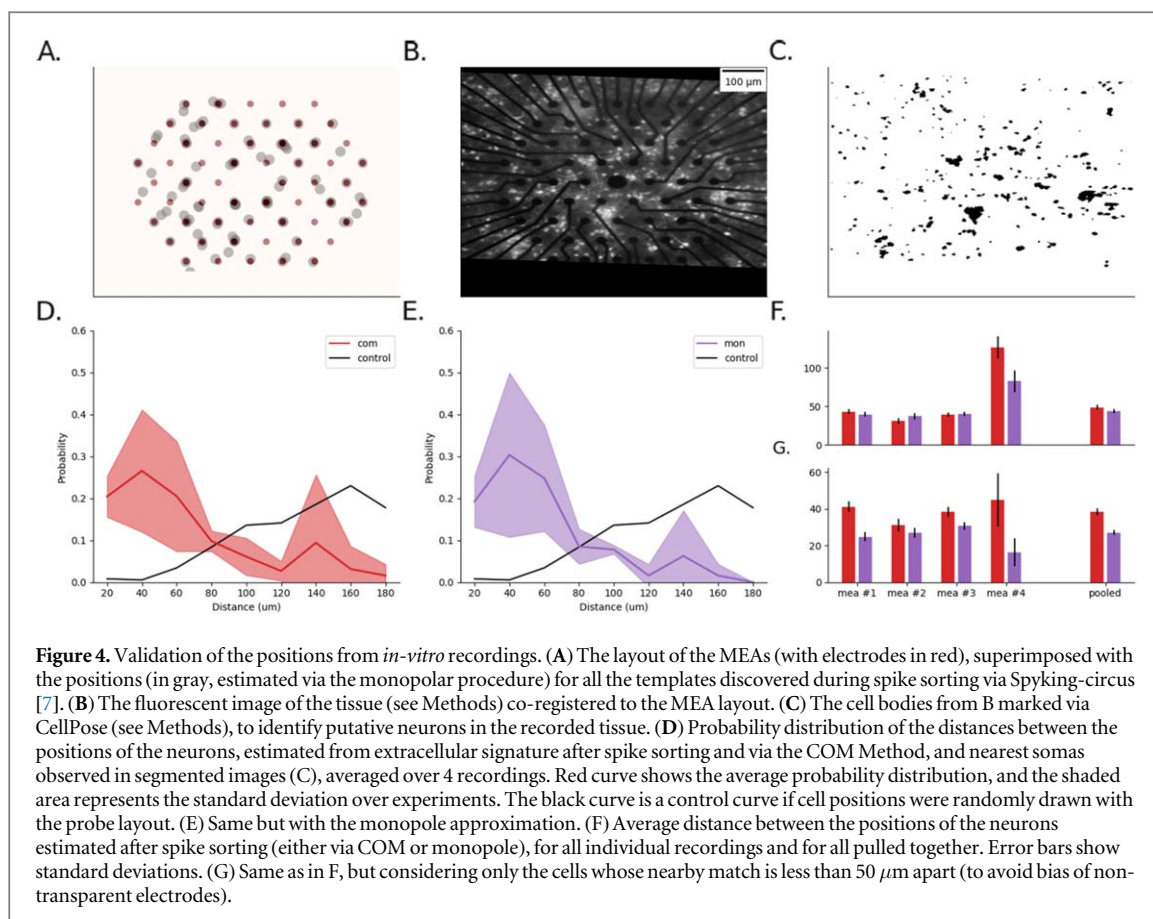 A.
B.
C.
100 μm
D.
E.
F.
0.6
0.5
0.4
0.3
0.2
0.1
0.0
Probability
com
control
20 40 60 80 100 120 140 160 180
Distance (um)
0.6
0.5
0.4
0.3
0.2
0.1
0.0
Probability
mon
control
20 40 60 80 100 120 140 160 180
Distance (um)
100
50
0
G.
60
40
20
0
mea #1 mea #2 mea #3 mea #4 pooled
Figure 4. Validation of the positions from in-vitro recordings. (A) The layout of the MEAs (with electrodes in red), superimposed with
the positions (in gray, estimated via the monopolar procedure) for all the templates discovered during spike sorting via Spyking-circus
[7]. (B) The fluorescent image of the tissue (see Methods) co-registered to the MEA layout. (C) The cell bodies from B marked via
CellPose (see Methods), to identify putative neurons in the recorded tissue. (D) Probability distribution of the distances between the
positions of the neurons, estimated from extracellular signature after spike sorting and via the COM Method, and nearest somas
observed in segmented images (C), averaged over 4 recordings. Red curve shows the average probability distribution, and the shaded
area represents the standard deviation over experiments. The black curve is a control curve if cell positions were randomly drawn with
the probe layout. (E) Same but with the monopole approximation. (F) Average distance between the positions of the neurons
estimated after spike sorting (either via COM or monopole), for all individual recordings and for all pulled together. Error bars show
standard deviations. (G) Same as in F, but considering only the cells whose nearby match is less than 50 μm apart (to avoid bias of non-
transparent electrodes).